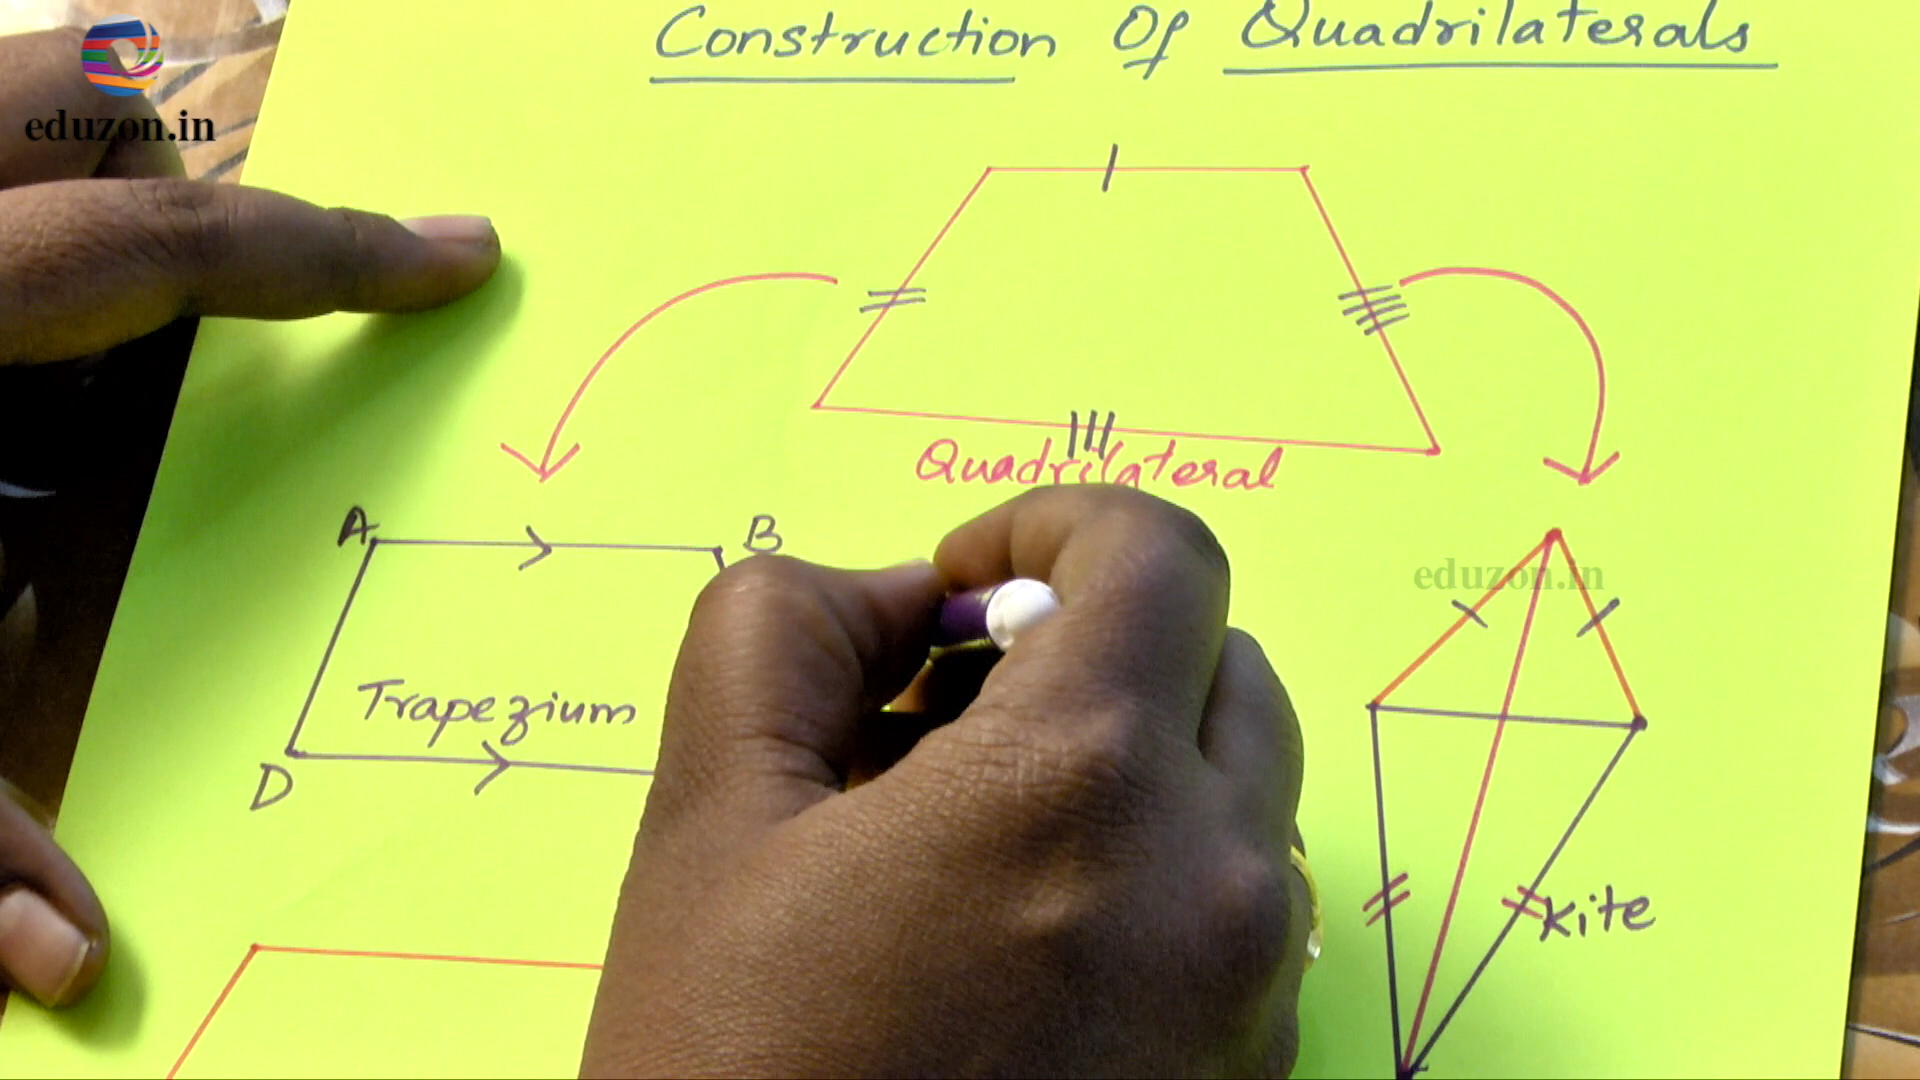 Construction Of Quadrilaterals
eduzon.in
Quadrilateral
A
B
eduzon.in
Trapezium
D
Kite